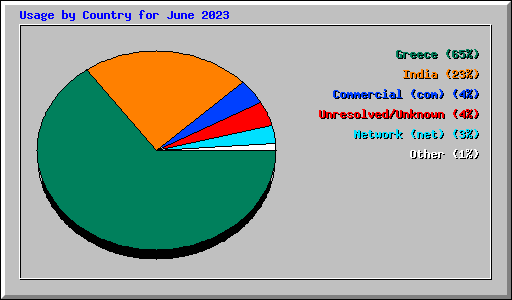 Usage by Country for June 2023
Greece (65%)
India (23%)
Commercial (com) (4%)
Unresolved/Unknown (4%)
Network (net) (3%)
Other (1%)